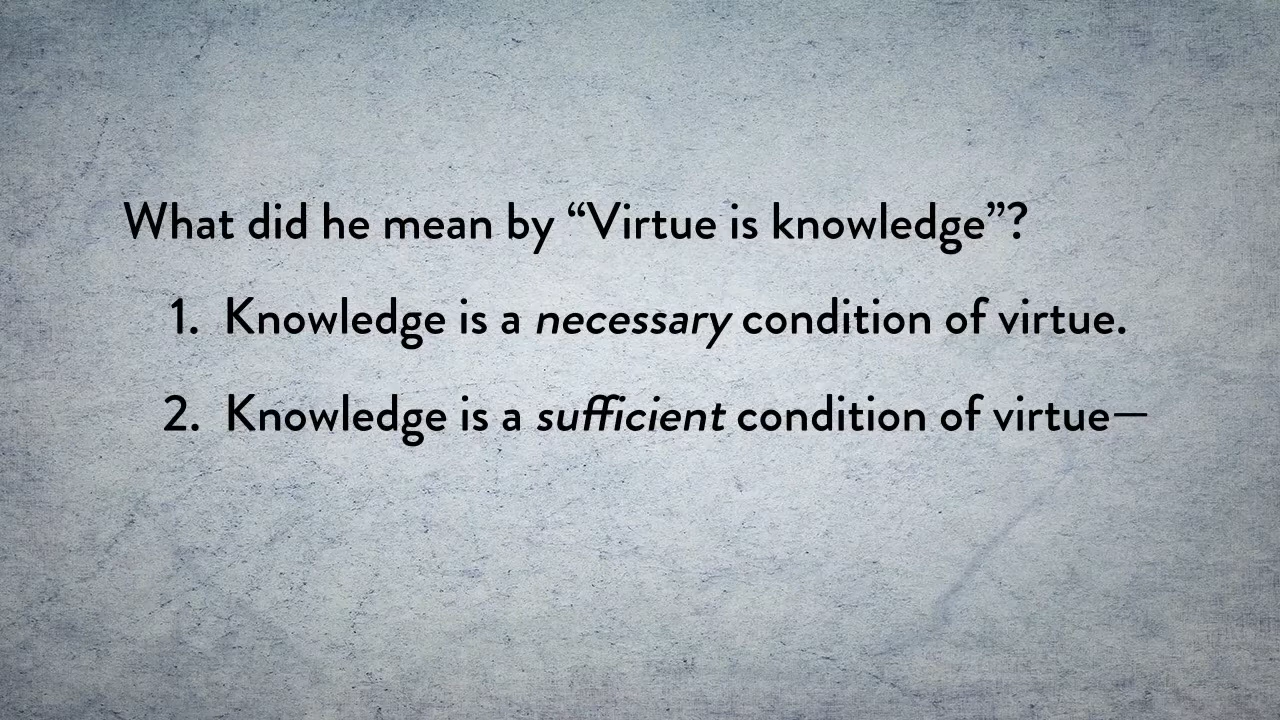 What did he mean by “Virtue is knowledge”?
1. Knowledge is a necessary condition of virtue.
2. Knowledge is a sufficient condition of virtue—